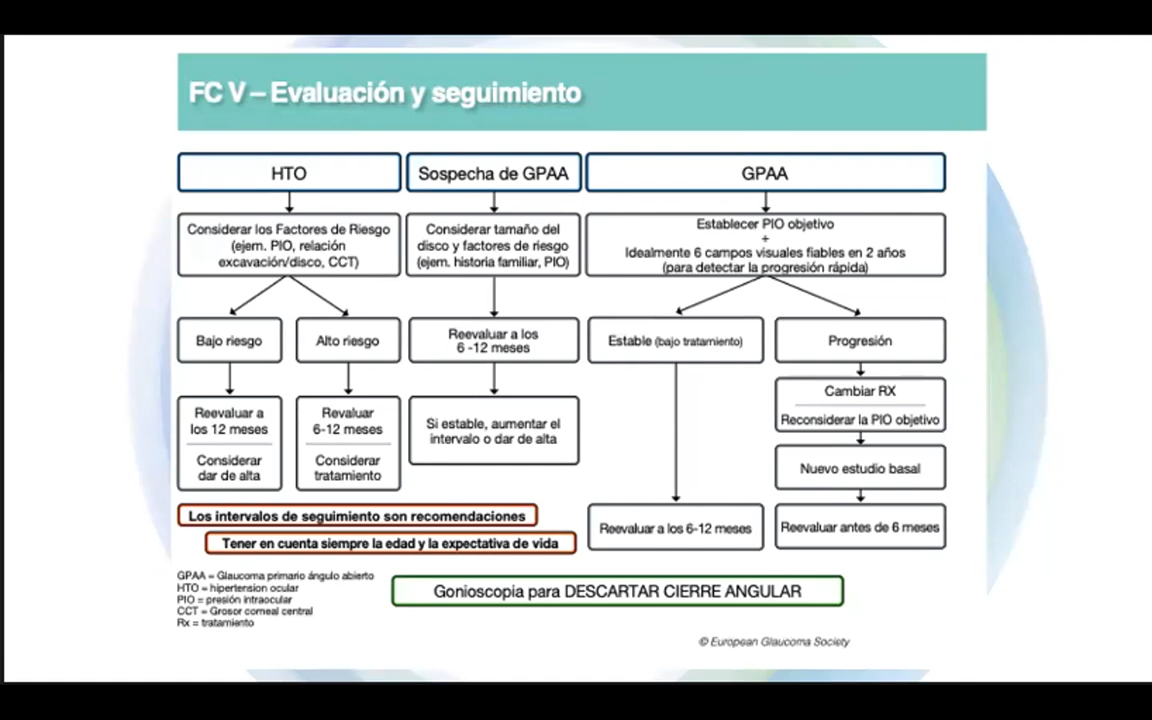 FC V – Evaluación y seguimiento
HTO
Considerar los Factores de Riesgo
(ejem. PIO, relación
excavación/disco, CCT)
Bajo riesgo
Reevaluar a
los 12 meses
Considerar
dar de alta
Alto riesgo
Revaluar
6-12 meses
Considerar
tratamiento
Sospecha de GPAA
Considerar tamaño del
disco y factores de riesgo
(ejem. historia familiar, PIO)
Reevaluar a los
6 -12 meses
Si estable, aumentar el
intervalo o dar de alta
GPAA
Establecer PIO objetivo
+
Idealmente 6 campos visuales fiables en 2 años
(para detectar la progresión rápida)
Estable (bajo tratamiento)
Reevaluar a los 6-12 meses
Progresión
Cambiar RX
Reconsiderar la PIO objetivo
Nuevo estudio basal
Reevaluar antes de 6 meses
Los intervalos de seguimiento son recomendaciones
Tener en cuenta siempre la edad y la expectativa de vida
GPAA = Glaucoma primario ángulo abierto
HTO = hipertension ocular
PIO = presión intraocular
CCT = Grosor corneal central
Rx = tratamiento
Gonioscopia para DESCARTAR CIERRE ANGULAR
© European Glaucoma Society